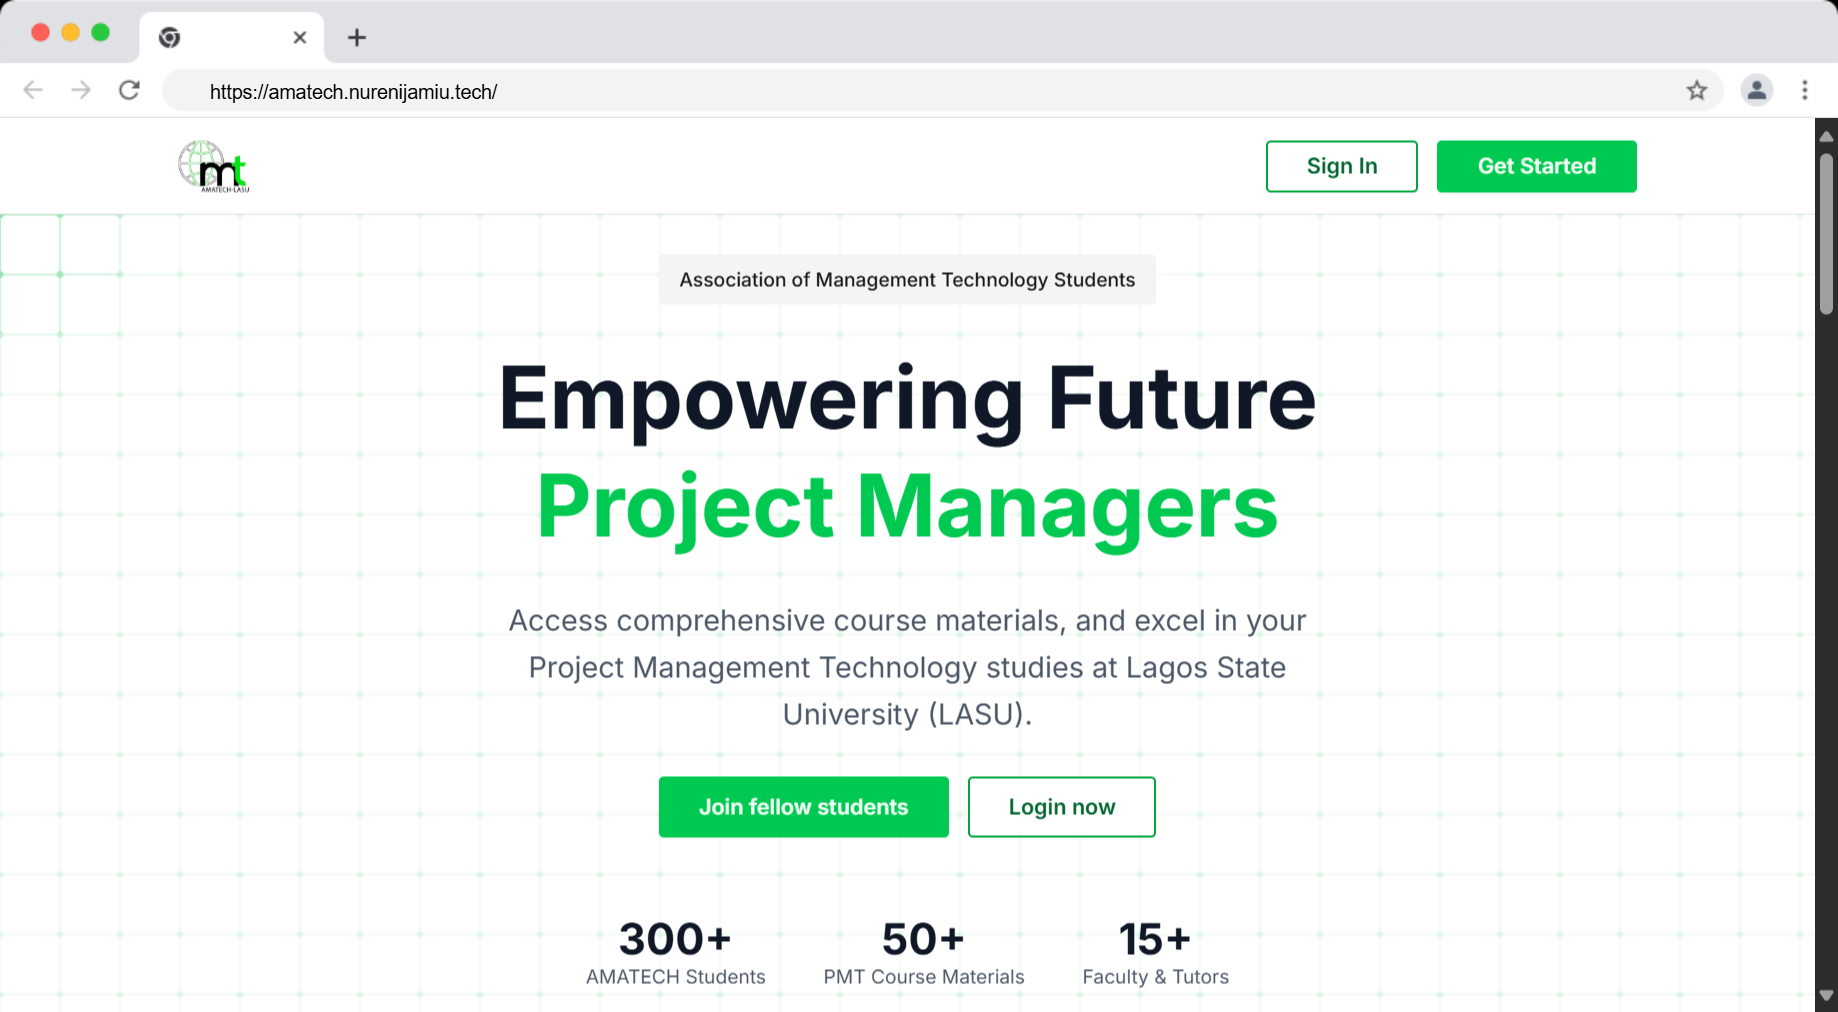 https://amatech.nurenijamiu.tech/
mt
AMATECH-LASU
Sign In
Get Started
Association of Management Technology Students
Empowering Future
Project Managers
Access comprehensive course materials, and excel in your
Project Management Technology studies at Lagos State
University (LASU).
Join fellow students
Login now
300+
AMATECH Students
50+
PMT Course Materials
15+
Faculty & Tutors